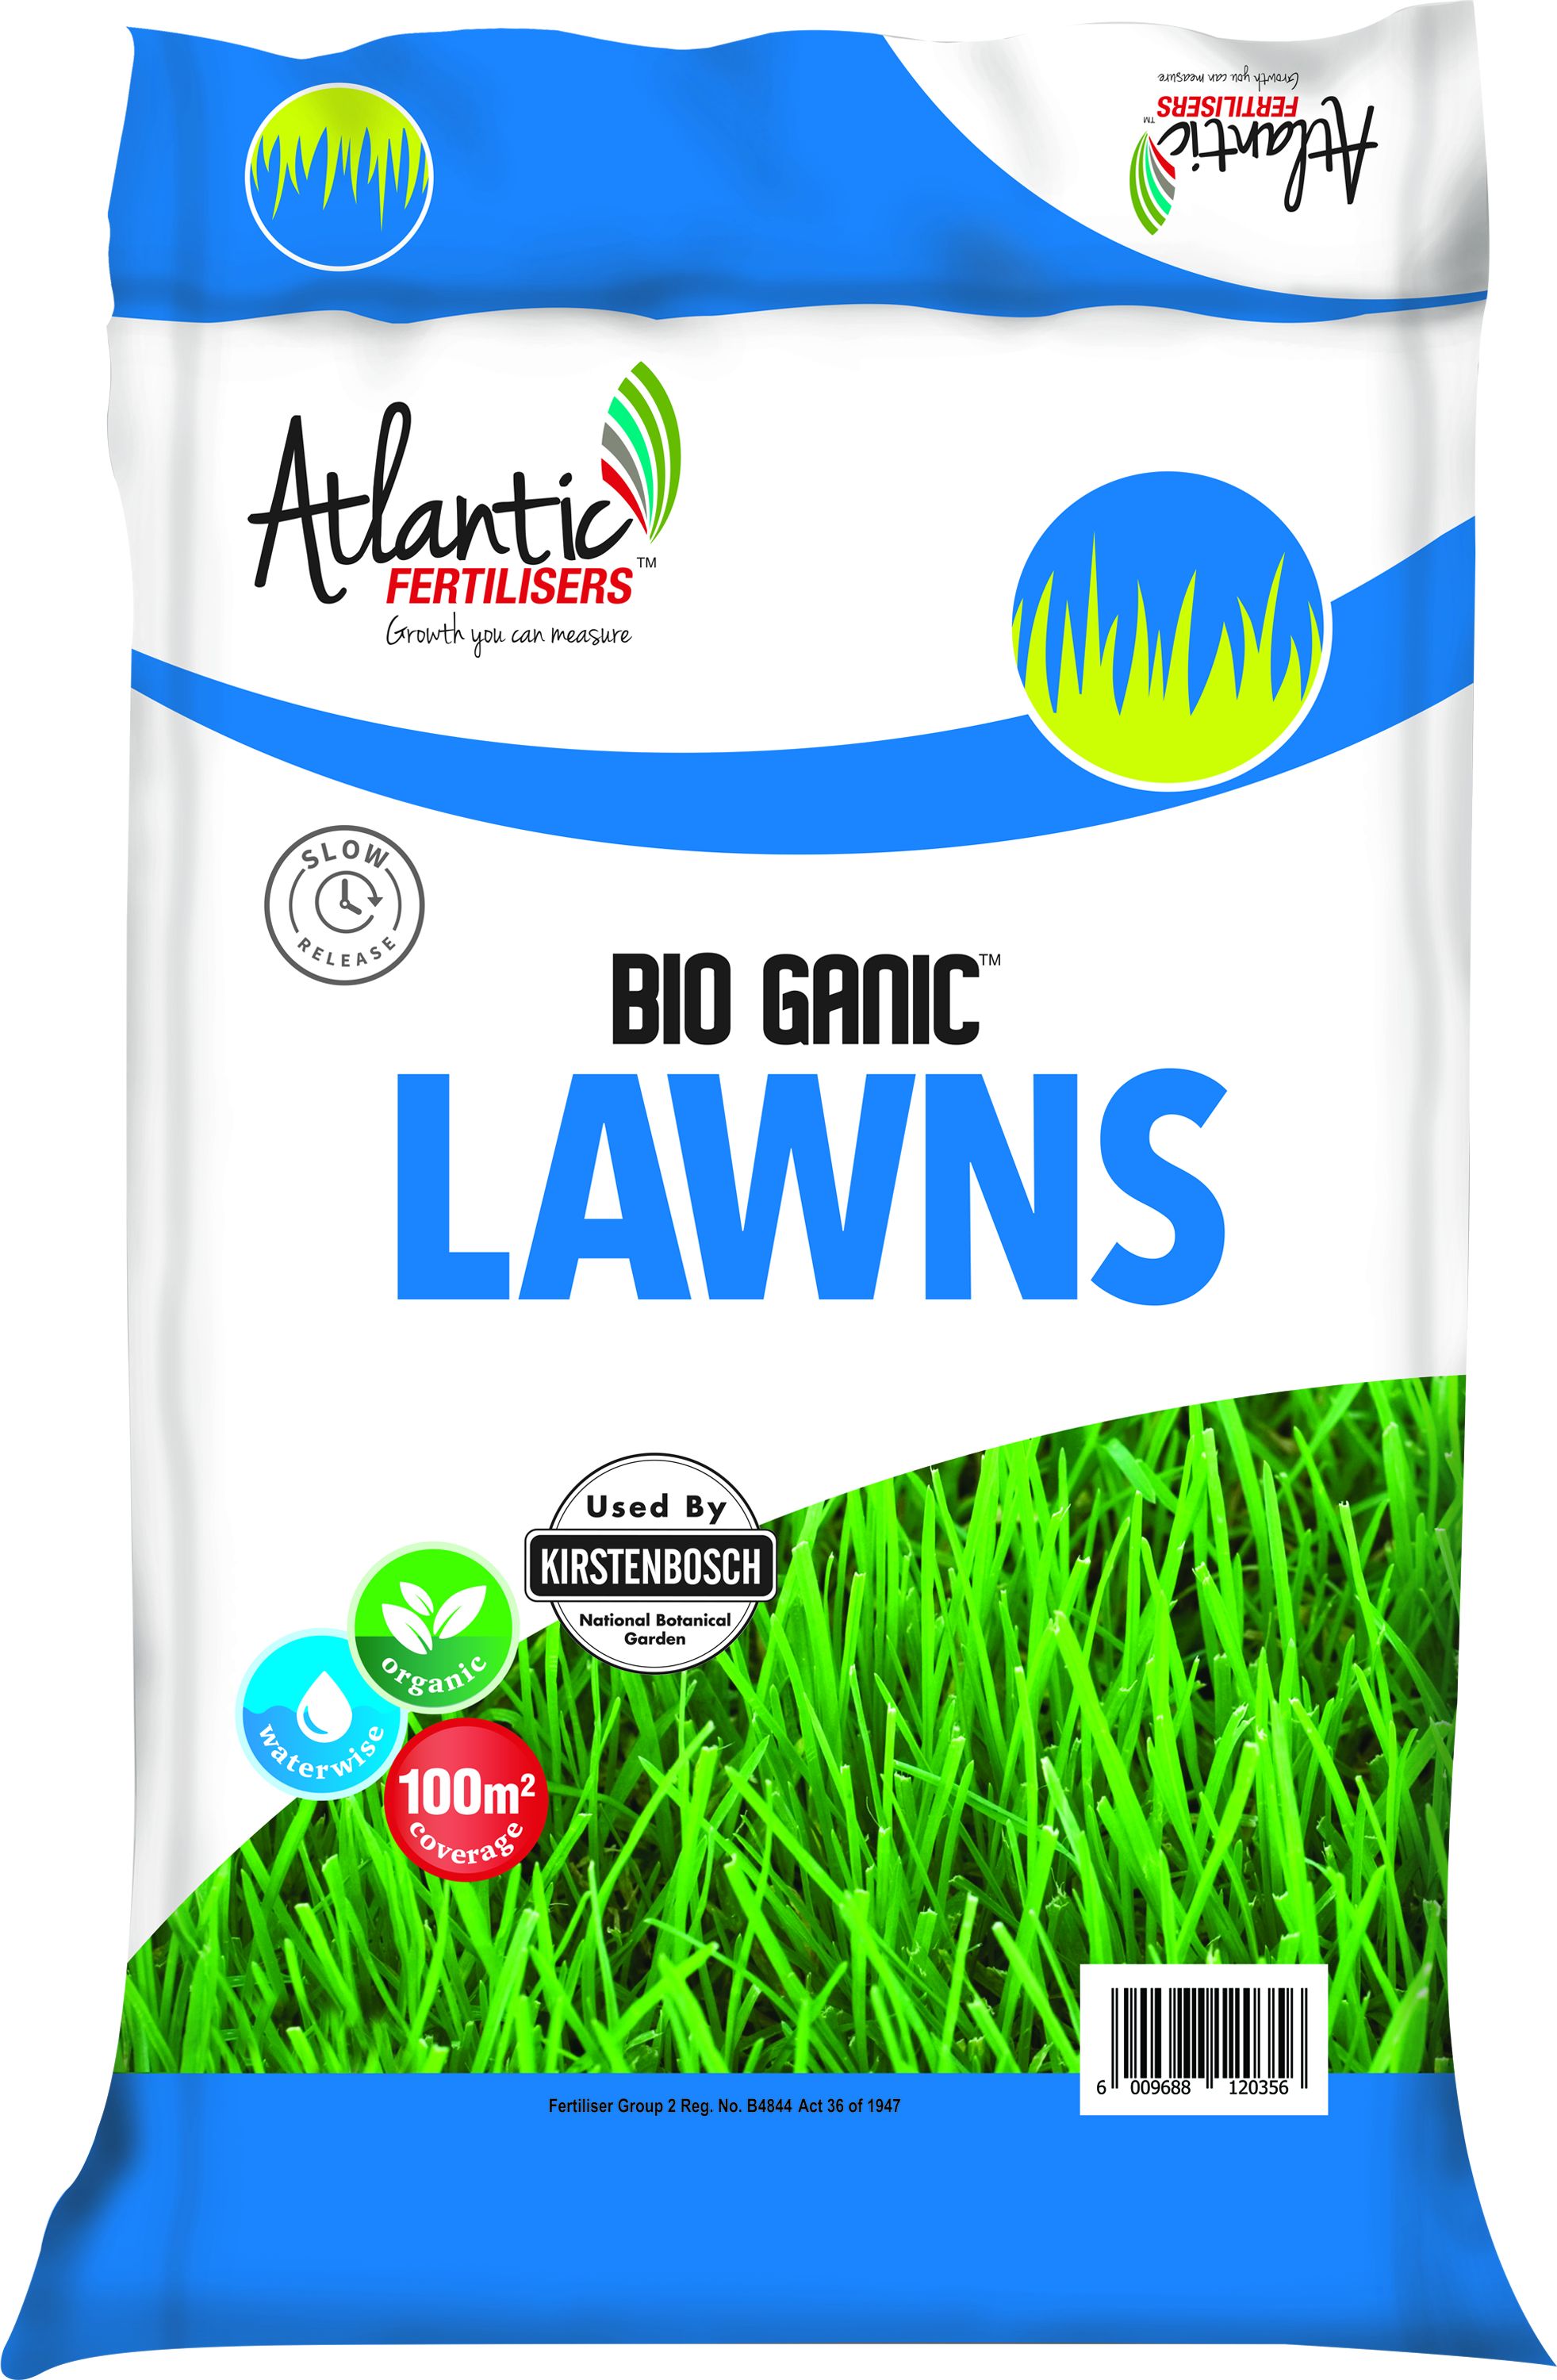 Atlantic
FERTILISERS
TM
Growth you can measure
Atlantic
TM
FERTILISERS
Growth you can measure
SLOW
RELEASE
BIO GANIC™
LAWNS
Used By
KIRSTENBOSCH
National Botanical
Garden
organic
waterwise
100m²
coverage
6 009688 120356
Fertiliser Group 2 Reg. No. B4844 Act 36 of 1947